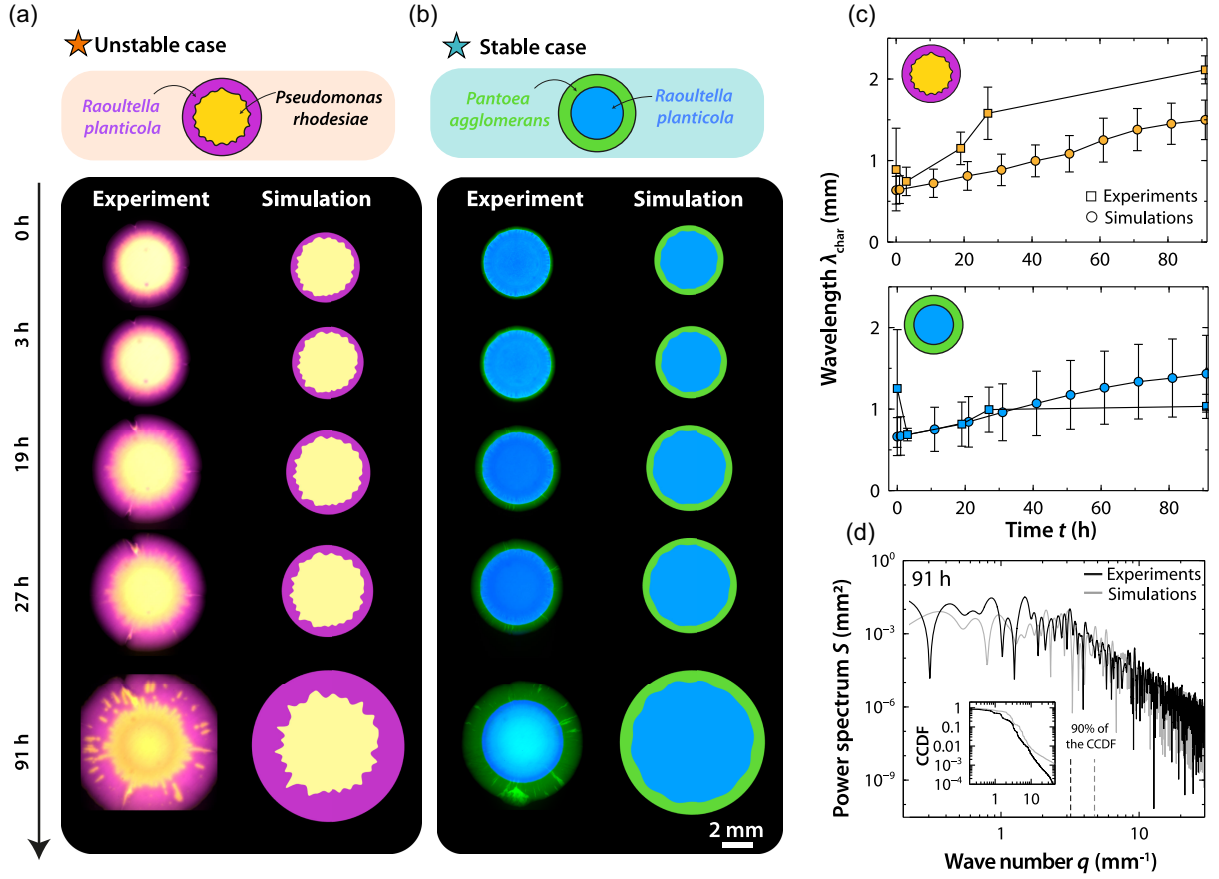 (a)
Unstable case
Raoultella
planticola
Pseudomonas
rhodesiae
Experiment
Simulation
0 h
3 h
19 h
27 h
91 h
(b)
Stable case
Pantoea
agglomerans
Raoultella
planticola
Experiment
Simulation
2 mm
(c)
Wavelength λchar (mm)
2
1
0
0 20 40 60 80
Experiments
Simulations
2
1
0
0 20 40 60 80
Time t (h)
(d)
91 h
Experiments
Simulations
Power spectrum S (mm²)
10⁰
10⁻³
10⁻⁶
10⁻⁹
CCDF
1
0.1
0.01
10⁻³
10⁻⁴
1 10
90% of
the CCDF
1 10
Wave number q (mm⁻¹)